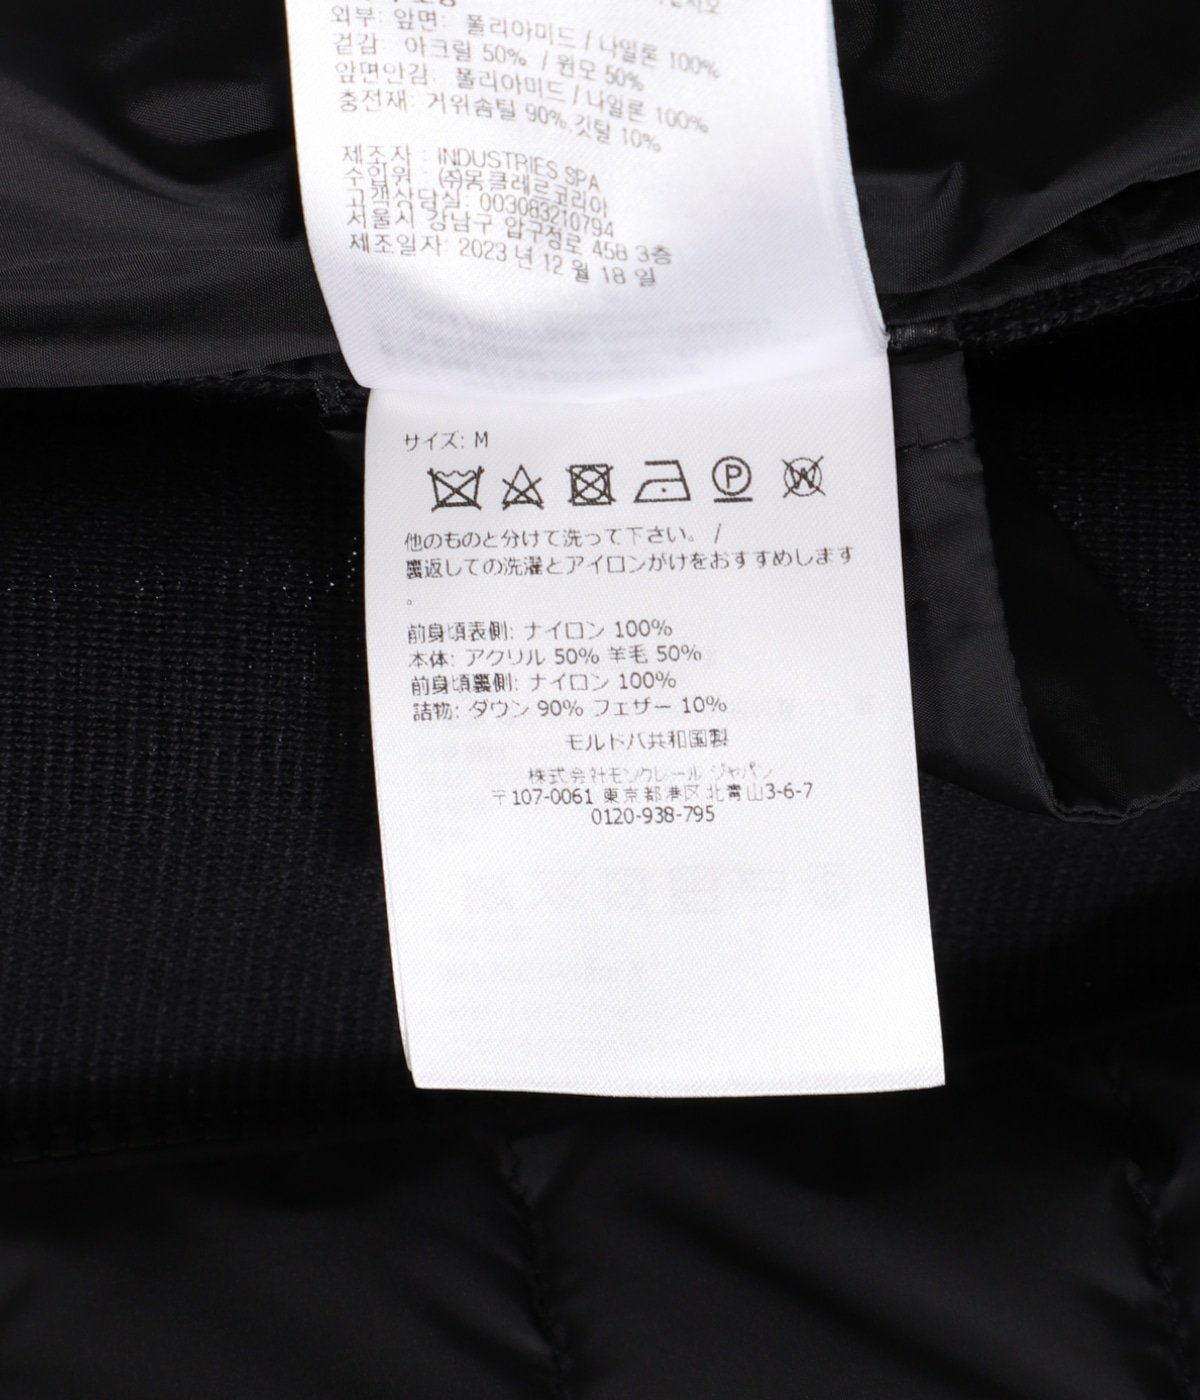 외부: 앞면: 폴리아미드 / 나일론 100%
겉감: 아크릴 50% / 원모 50%
앞면안감: 폴리아미드 / 나일론 100%
충전재: 거위솜털 90%,깃털 10%
제조자 : INDUSTRIES SPA
수입원 (주)몽클레르코리아
고객상담실: 003083210794
서울시 강남구 압구정로 458 3층
제조일자: 2023 년 12 월 18 일
サイズ: M
P
W
他のものと分けて洗って下さい。 /
裏返しての洗濯とアイロンがけをおすすめします
。
前身頃表側: ナイロン 100%
本体: アクリル 50% 羊毛 50%
前身頃裏側: ナイロン 100%
詰物: ダウン 90% フェザー 10%
モルドバ共和国製
株式会社モンクレール ジャパン
〒107-0061 東京都港区北青山3-6-7
0120-938-795